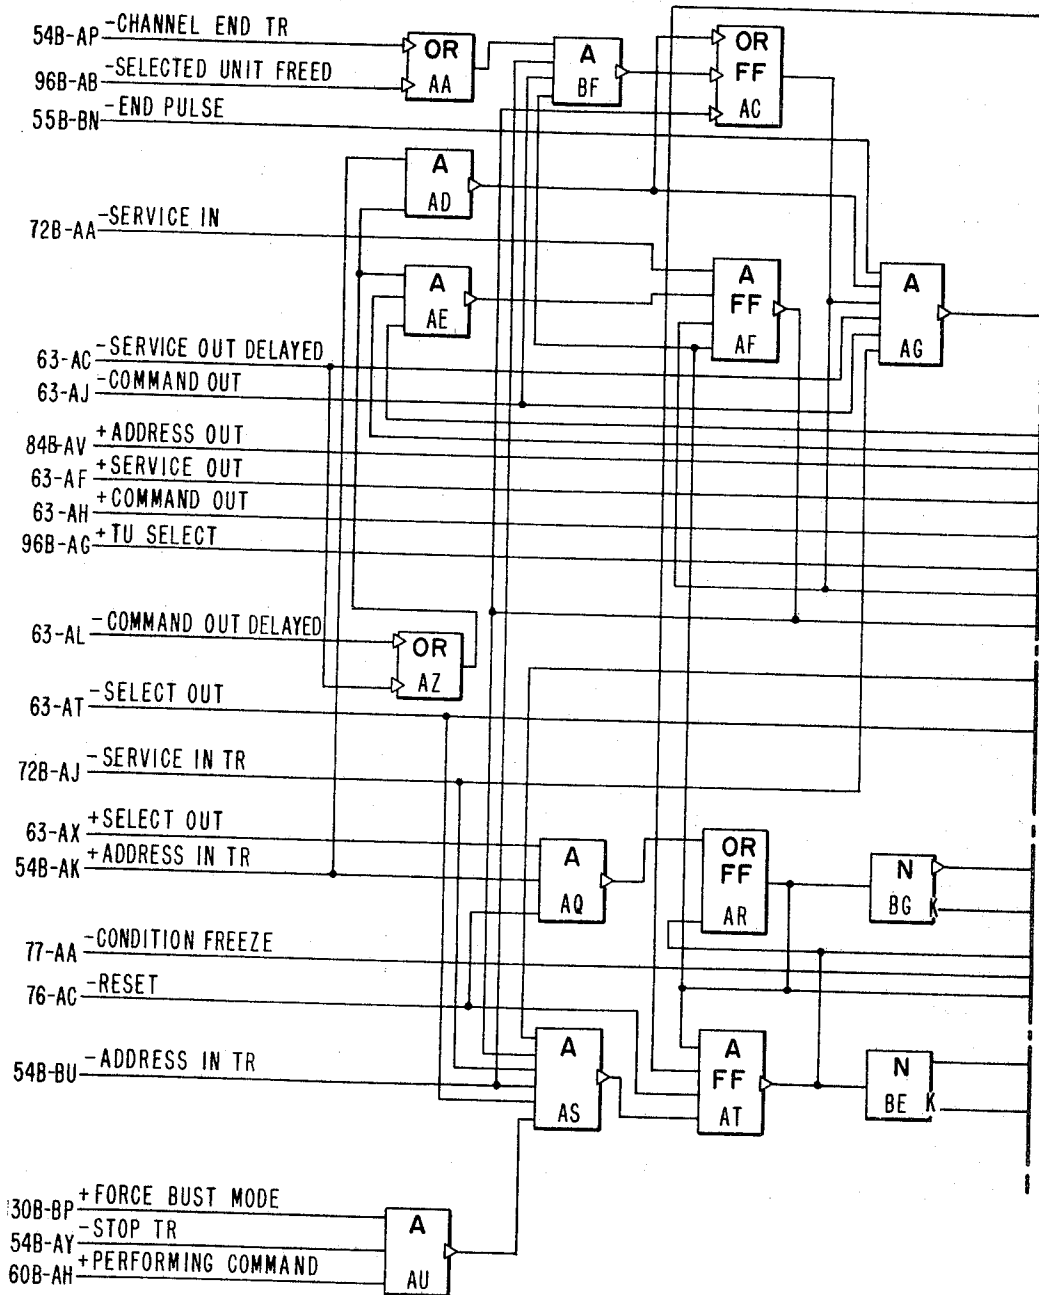 54B-AP -CHANNEL END TR
96B-AB -SELECTED UNIT FREED
55B-BN -END PULSE
OR
AA
A
BF
OR
FF
AC
A
AD
72B-AA -SERVICE IN
A
AE
A
FF
AF
A
AG
63-AC -SERVICE OUT DELAYED
63-AJ -COMMAND OUT
84B-AV +ADDRESS OUT
63-AF +SERVICE OUT
63-AH +COMMAND OUT
96B-AG +TU SELECT
63-AL -COMMAND OUT DELAYED
OR
AZ
63-AT -SELECT OUT
72B-AJ -SERVICE IN TR
63-AX +SELECT OUT
54B-AK +ADDRESS IN TR
A
AQ
OR
FF
AR
N
BG K
77-AA -CONDITION FREEZE
76-AC -RESET
54B-BU -ADDRESS IN TR
A
AS
A
FF
AT
N
BE K
30B-BP +FORCE BUST MODE
54B-AY -STOP TR
60B-AH +PERFORMING COMMAND
A
AU